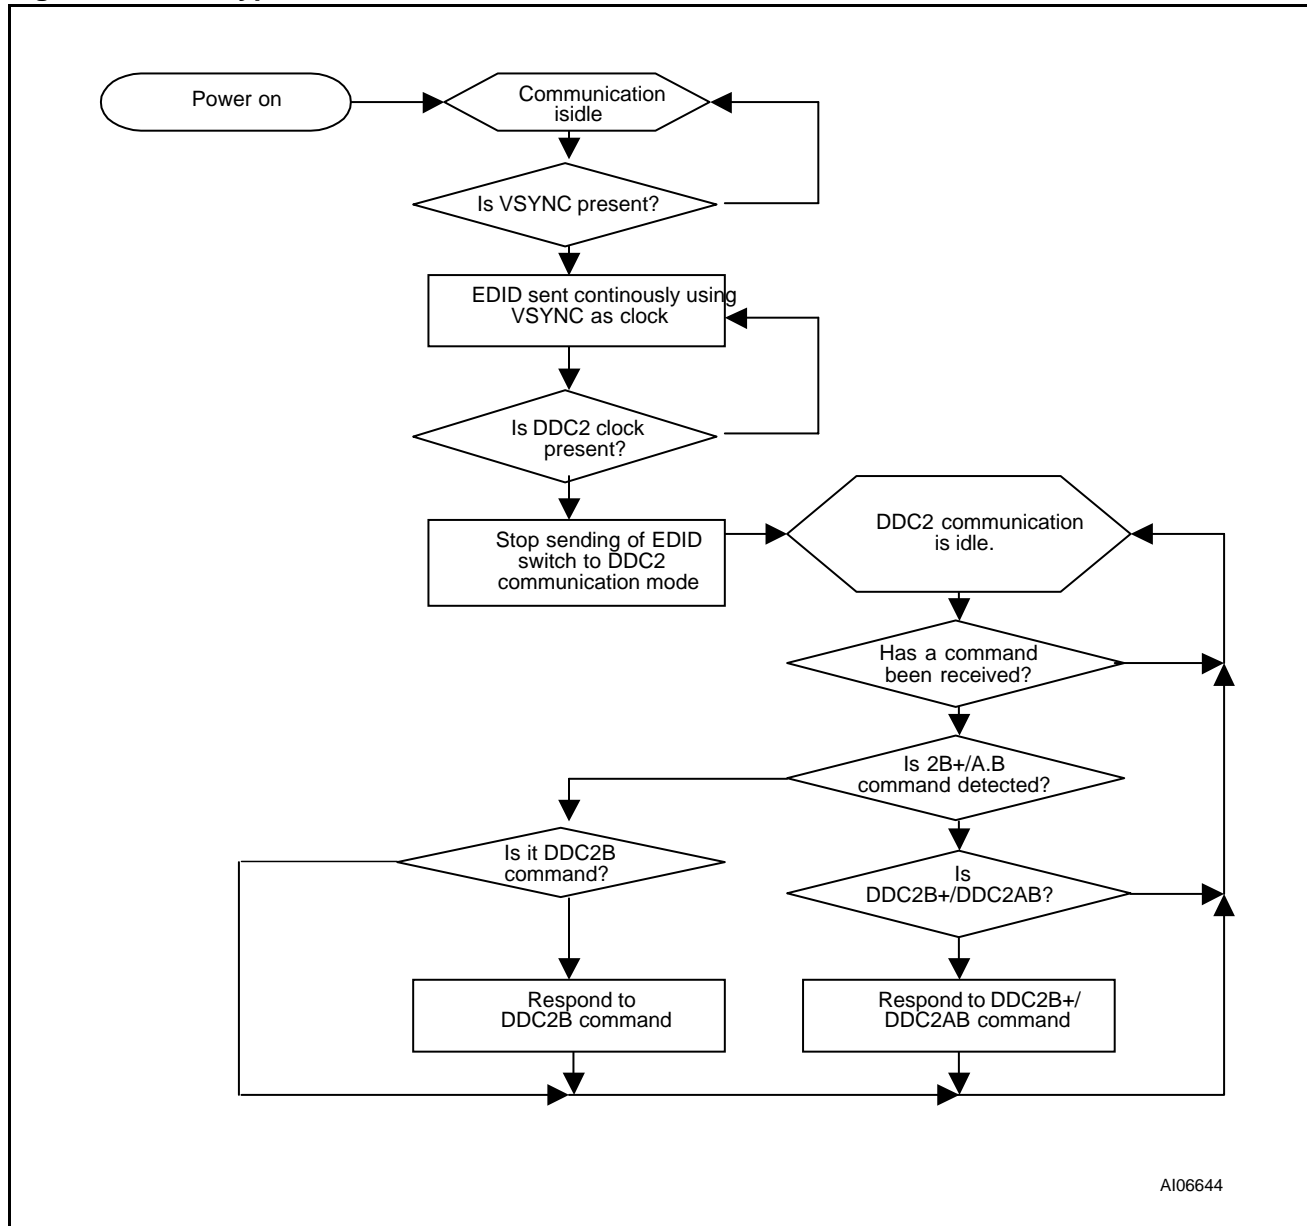 Power on
Communication
isidle
Is VSYNC present?
EDID sent continously using
VSYNC as clock
Is DDC2 clock
present?
Stop sending of EDID
switch to DDC2
communication mode
DDC2 communication
is idle.
Has a command
been received?
Is 2B+/A.B
command detected?
Is it DDC2B
command?
Is
DDC2B+/DDC2AB?
Respond to
DDC2B command
Respond to DDC2B+/
DDC2AB command
AI06644